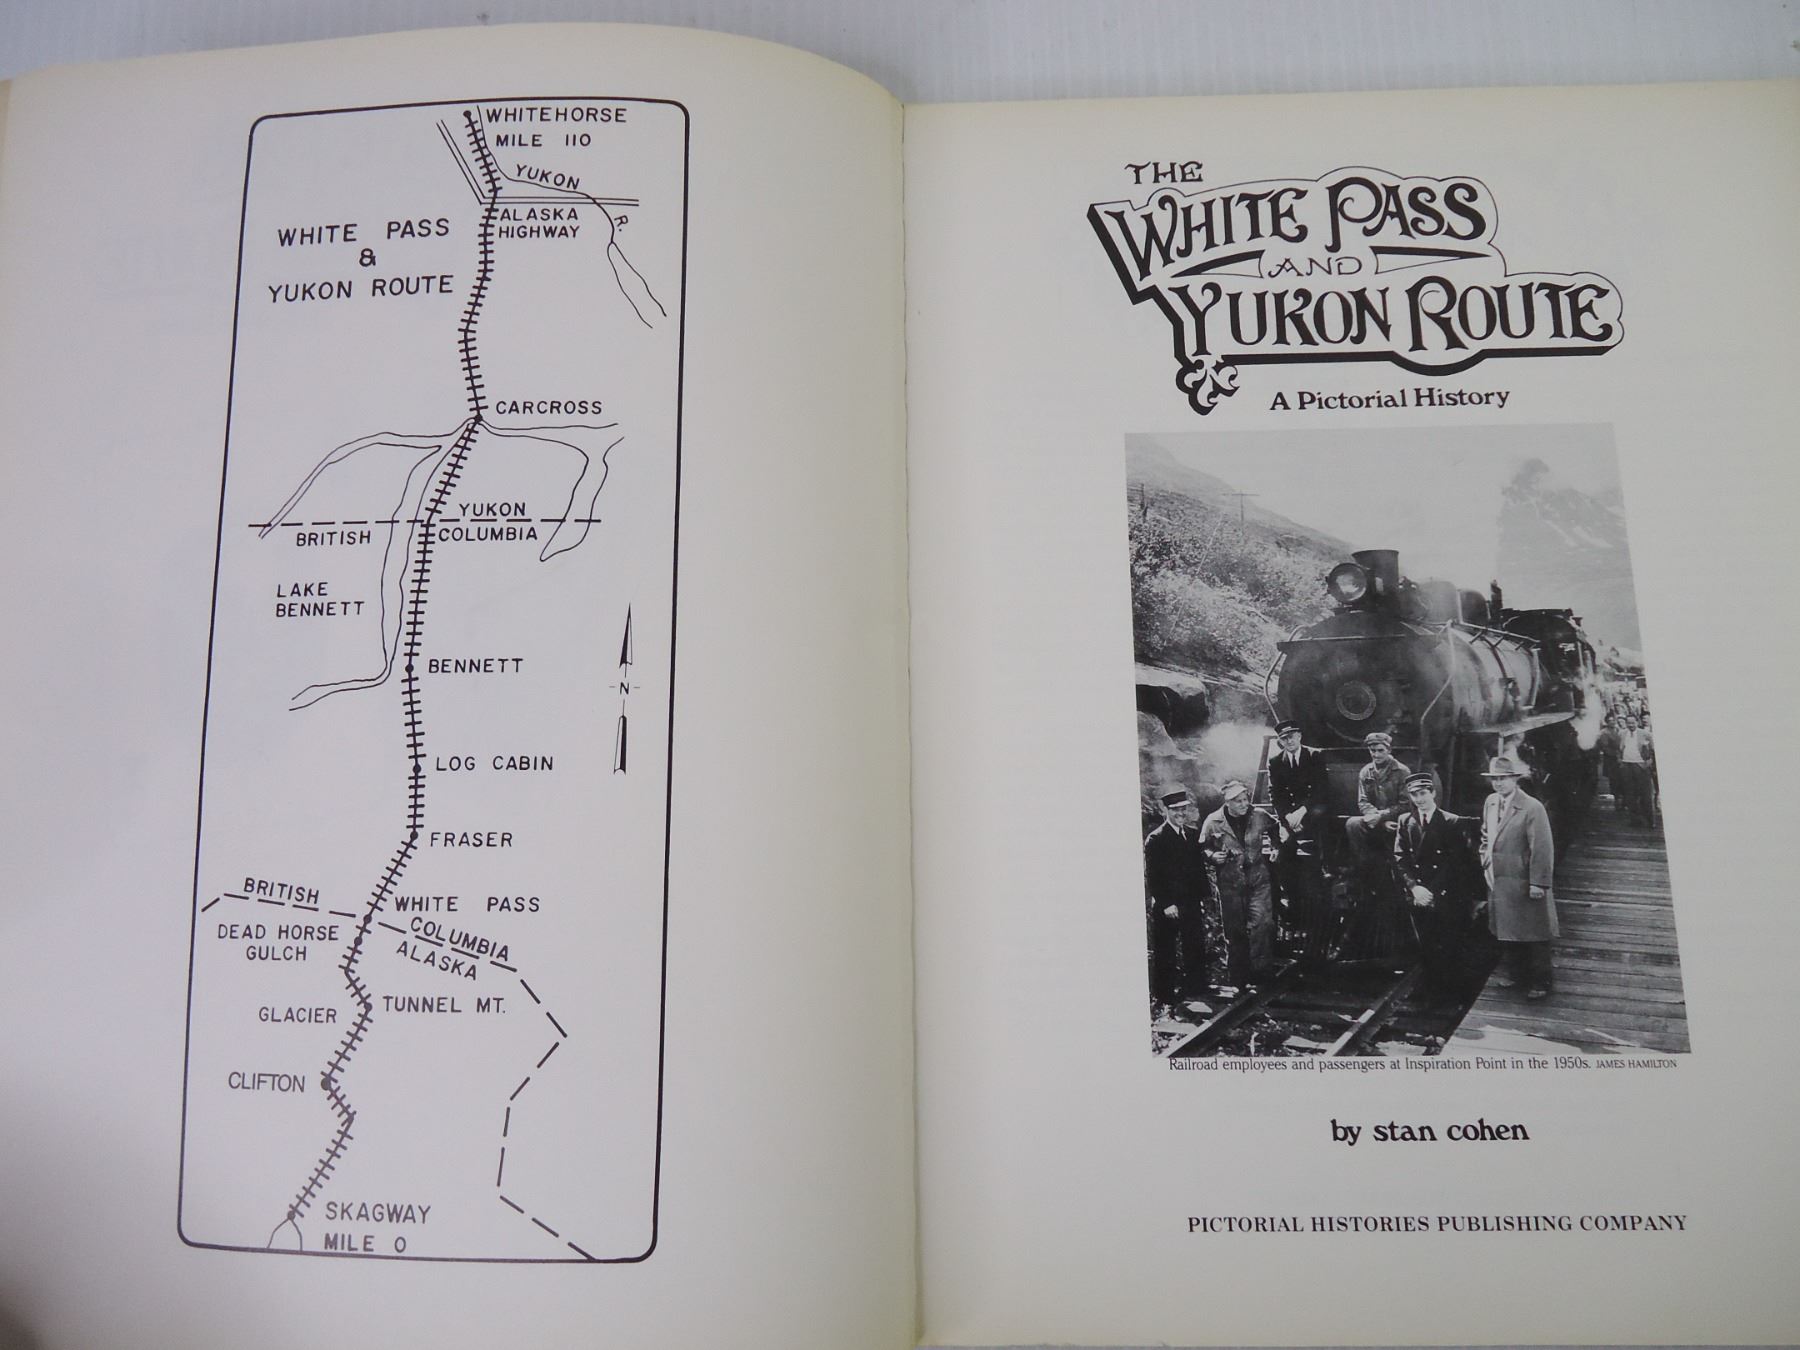 WHITEHORSE
MILE 110
YUKON R.
ALASKA
HIGHWAY
WHITE PASS
&
YUKON ROUTE
CARCROSS
YUKON
BRITISH COLUMBIA
LAKE
BENNETT
BENNETT
N
LOG CABIN
FRASER
BRITISH COLUMBIA
WHITE PASS
ALASKA
DEAD HORSE
GULCH
TUNNEL MT.
GLACIER
CLIFTON
SKAGWAY
MILE 0
THE
WHITE PASS
AND
YUKON ROUTE
A Pictorial History
Railroad employees and passengers at Inspiration Point in the 1950s. JAMES HAMILTON
by stan cohen
PICTORIAL HISTORIES PUBLISHING COMPANY